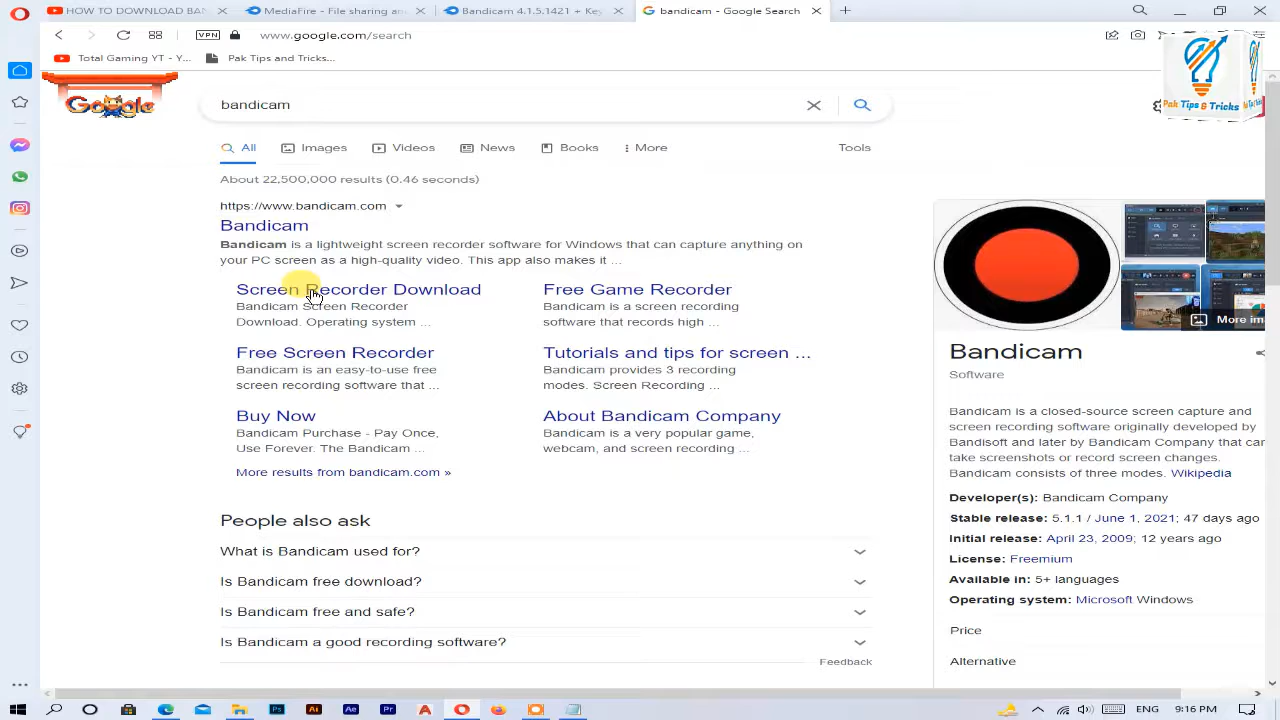 HOW TO DOWNLOAD BAN
MediaFire - File sharing an
Bandicam 4.1.5.1421 + Key
bandicam - Google Search
VPN
www.google.com/search
Total Gaming YT - Y...
Pak Tips and Tricks...
Pak Tips & Tricks
Google
bandicam
All
Images
Videos
News
Books
More
Tools
About 22,500,000 results (0.46 seconds)
https://www.bandicam.com
Bandicam
Bandicam is a lightweight screen recorder software for Windows that can capture anything on
your PC screen as a high-quality video. This app also makes it ...
Screen Recorder Download
Bandicam Screen Recorder
Download. Operating system ...
Free Game Recorder
Bandicam is a screen recording
software that records high ...
Free Screen Recorder
Bandicam is an easy-to-use free
screen recording software that ...
Tutorials and tips for screen ...
Bandicam provides 3 recording
modes. Screen Recording ...
Buy Now
Bandicam Purchase - Pay Once,
Use Forever. The Bandicam ...
About Bandicam Company
Bandicam is a very popular game,
webcam, and screen recording ...
More results from bandicam.com »
People also ask
What is Bandicam used for?
Is Bandicam free download?
Is Bandicam free and safe?
Is Bandicam a good recording software?
Feedback
More im
Bandicam
Software
Bandicam is a closed-source screen capture and
screen recording software originally developed by
Bandisoft and later by Bandicam Company that can
take screenshots or record screen changes.
Bandicam consists of three modes. Wikipedia
Developer(s): Bandicam Company
Stable release: 5.1.1 / June 1, 2021; 47 days ago
Initial release: April 23, 2009; 12 years ago
License: Freemium
Available in: 5+ languages
Operating system: Microsoft Windows
Price
Alternative
Ps
Ai
Ae
Pr
9:16 PM